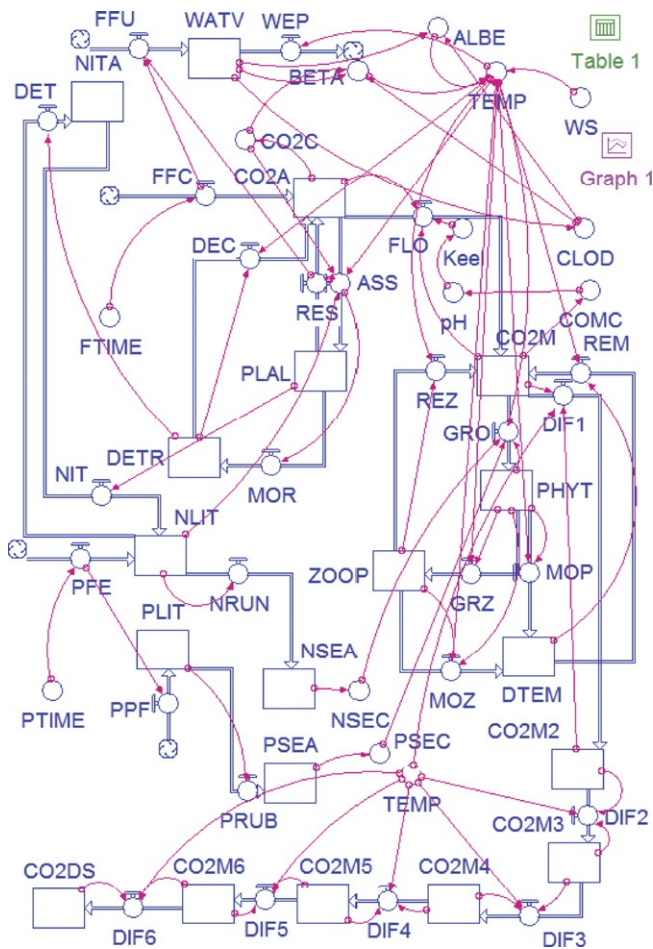 FFU
WATV
WEP
ALBE
NITA
BETA
TEMP
Table 1
DET
WS
CO2C
Graph 1
FFC
CO2A
DEC
FLO
Keel
CLOD
RES
ASS
pH
COMC
FTIME
CO2M
REM
PLAL
REZ
DIF1
GRO
DETR
MOR
PHYT
NIT
NLIT
ZOOP
MOP
PFE
NRUN
GRZ
PLIT
NSEA
MOZ
DTEM
PTIME
PPF
NSEC
CO2M2
PSEA
PSEC
TEMP
PRUB
CO2M3
DIF2
CO2DS
CO2M6
CO2M5
CO2M4
DIF6
DIF5
DIF4
DIF3